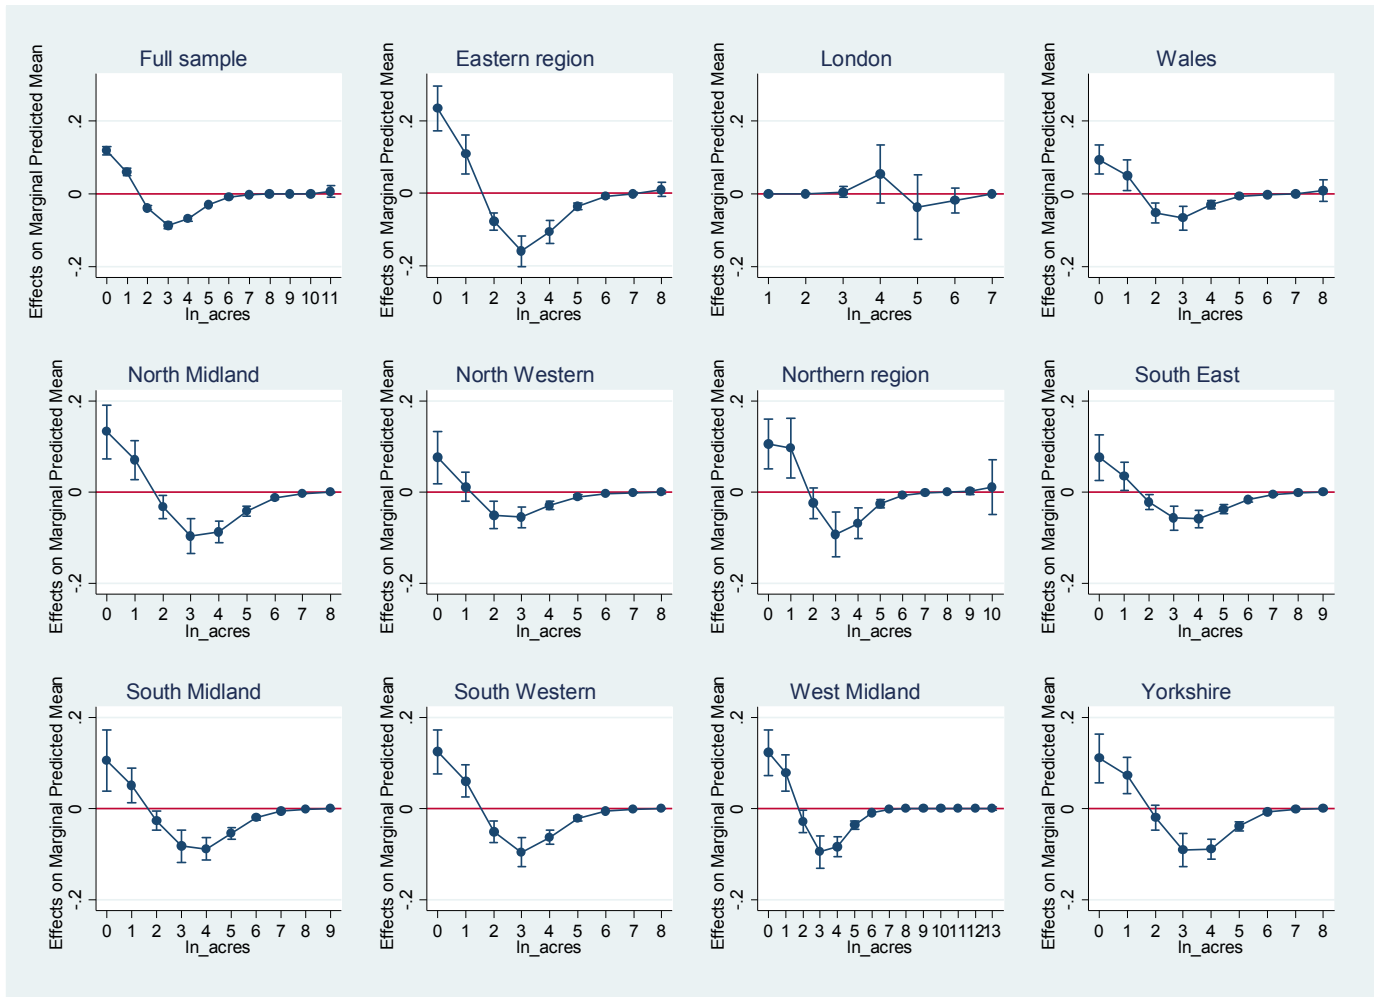 Full sample
Effects on Marginal Predicted Mean
.2
0
-.2
0 1 2 3 4 5 6 7 8 9 10 11
ln_acres
Eastern region
Effects on Marginal Predicted Mean
.2
0
-.2
0 1 2 3 4 5 6 7 8
ln_acres
London
Effects on Marginal Predicted Mean
.2
0
-.2
1 2 3 4 5 6 7
ln_acres
Wales
Effects on Marginal Predicted Mean
.2
0
-.2
0 1 2 3 4 5 6 7 8
ln_acres
North Midland
Effects on Marginal Predicted Mean
.2
0
-.2
0 1 2 3 4 5 6 7 8
ln_acres
North Western
Effects on Marginal Predicted Mean
.2
0
-.2
0 1 2 3 4 5 6 7 8
ln_acres
Northern region
Effects on Marginal Predicted Mean
.2
0
-.2
0 1 2 3 4 5 6 7 8 9 10
ln_acres
South East
Effects on Marginal Predicted Mean
.2
0
-.2
0 1 2 3 4 5 6 7 8 9
ln_acres
South Midland
Effects on Marginal Predicted Mean
.2
0
-.2
0 1 2 3 4 5 6 7 8 9
ln_acres
South Western
Effects on Marginal Predicted Mean
.2
0
-.2
0 1 2 3 4 5 6 7 8
ln_acres
West Midland
Effects on Marginal Predicted Mean
.2
0
-.2
0 1 2 3 4 5 6 7 8 9 10 11 12 13
ln_acres
Yorkshire
Effects on Marginal Predicted Mean
.2
0
-.2
0 1 2 3 4 5 6 7 8
ln_acres